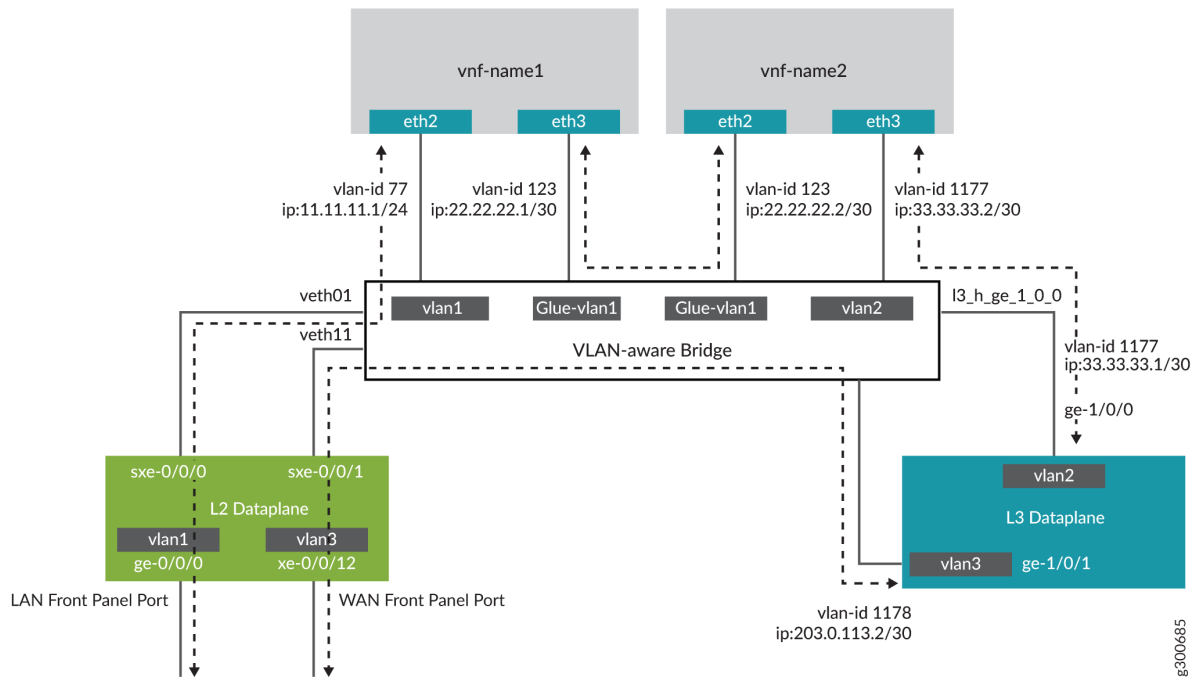 vnf-name1
vnf-name2
eth2
eth3
eth2
eth3
vlan-id 77
ip:11.11.11.1/24
vlan-id 123
ip:22.22.22.1/30
vlan-id 123
ip:22.22.22.2/30
vlan-id 1177
ip:33.33.33.2/30
veth01
l3_h_ge_1_0_0
vlan1
Glue-vlan1
Glue-vlan1
vlan2
veth11
VLAN-aware Bridge
vlan-id 1177
ip:33.33.33.1/30
ge-1/0/0
sxe-0/0/0
sxe-0/0/1
L2 Dataplane
vlan1
vlan3
ge-0/0/0
xe-0/0/12
vlan2
L3 Dataplane
vlan3
ge-1/0/1
LAN Front Panel Port
WAN Front Panel Port
vlan-id 1178
ip:203.0.113.2/30
g300685